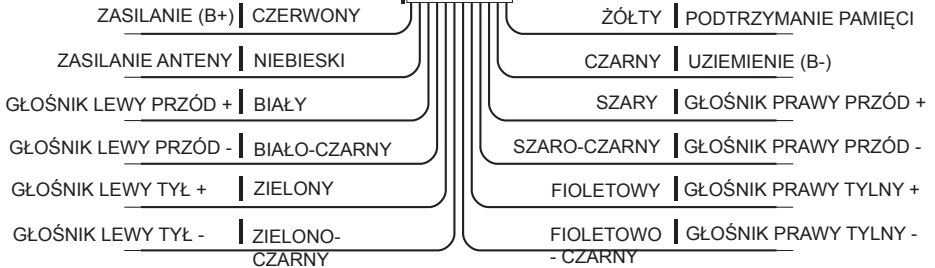 ZASILANIE (B+) CZERWONY
ŻÓŁTY PODTRZYMANIE PAMIĘCI
ZASILANIE ANTENY NIEBIESKI
CZARNY UZIEMIENIE (B-)
GŁOŚNIK LEWY PRZÓD + BIAŁY
SZARY GŁOŚNIK PRAWY PRZÓD +
GŁOŚNIK LEWY PRZÓD - BIAŁO-CZARNY
SZARO-CZARNY GŁOŚNIK PRAWY PRZÓD -
GŁOŚNIK LEWY TYŁ + ZIELONY
FIOLETOWY GŁOŚNIK PRAWY TYLNY +
GŁOŚNIK LEWY TYŁ - ZIELONO-
CZARNY
FIOLETOWO GŁOŚNIK PRAWY TYLNY -
- CZARNY